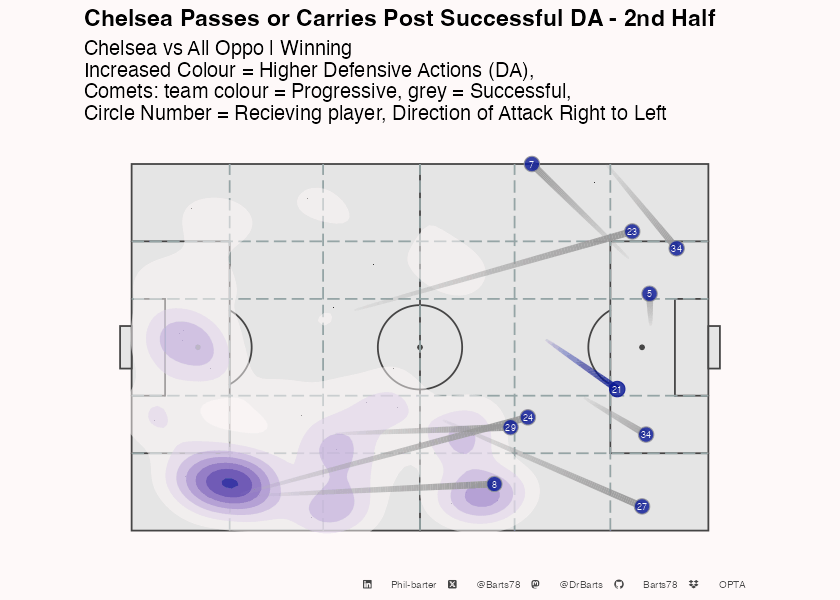 Chelsea Passes or Carries Post Successful DA - 2nd Half
Chelsea vs All Oppo | Winning
Increased Colour = Higher Defensive Actions (DA),
Comets: team colour = Progressive, grey = Successful,
Circle Number = Recieving player, Direction of Attack Right to Left
7
23
34
5
21
24
29
34
8
27
Phil-barter @Barts78 @DrBarts Barts78 OPTA